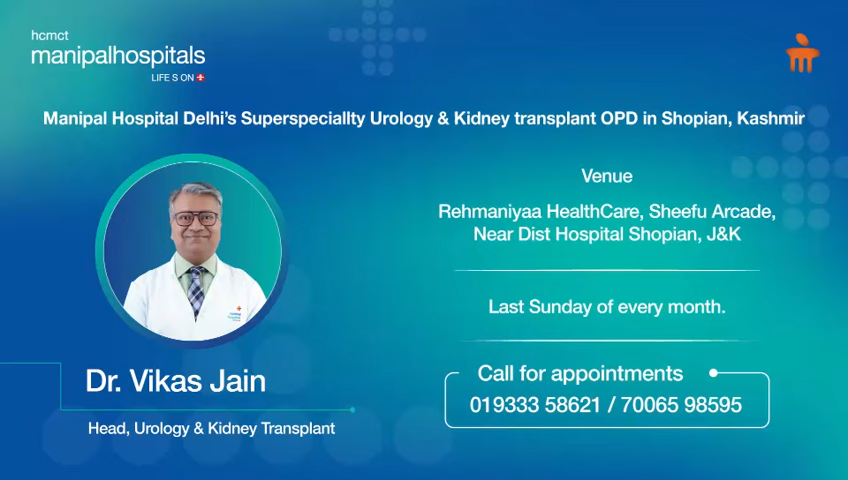 hcmct
manipalhospitals
LIFE S ON
Manipal Hospital Delhi's Superspeciallty Urology & Kidney transplant OPD in Shopian, Kashmir
Venue
Rehmaniyaa HealthCare, Sheefu Arcade,
Near Dist Hospital Shopian, J&K
Last Sunday of every month.
Call for appointments
019333 58621 / 70065 98595
Dr. Vikas Jain
Head, Urology & Kidney Transplant